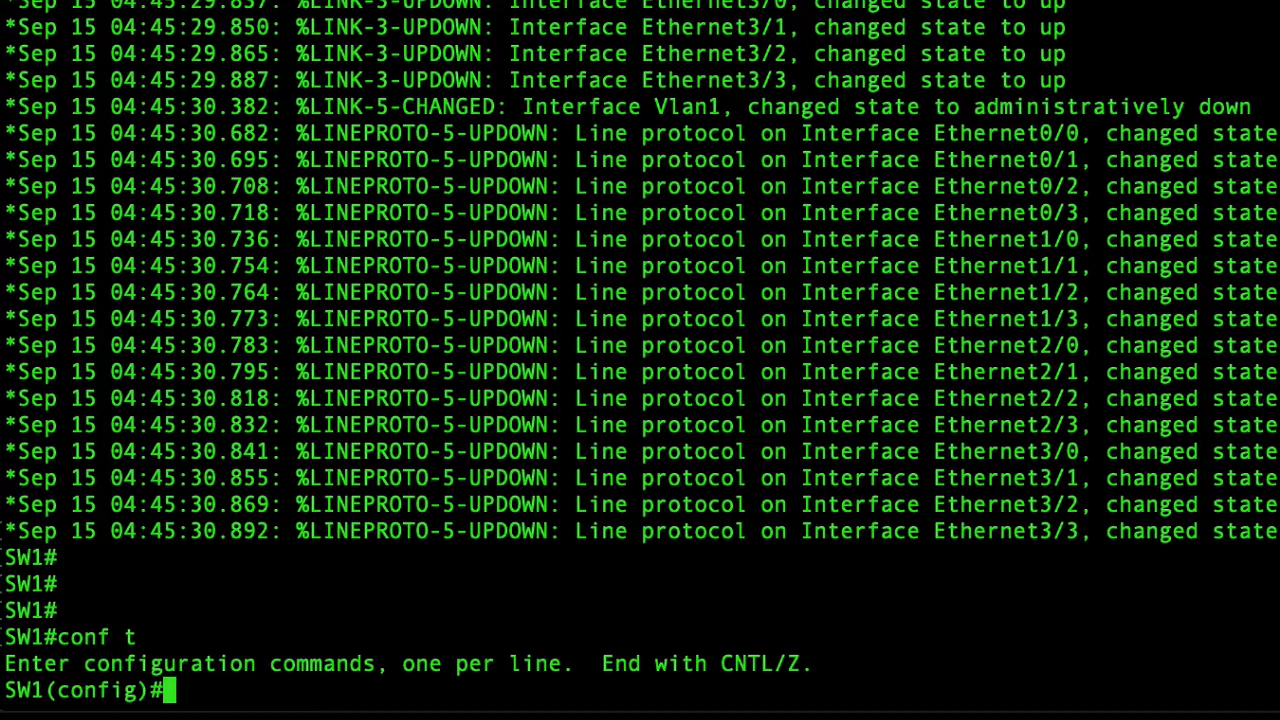 *Sep 15 04:45:29.837: %LINK-3-UPDOWN: Interface Ethernet3/0, changed state to up
*Sep 15 04:45:29.850: %LINK-3-UPDOWN: Interface Ethernet3/1, changed state to up
*Sep 15 04:45:29.865: %LINK-3-UPDOWN: Interface Ethernet3/2, changed state to up
*Sep 15 04:45:29.887: %LINK-3-UPDOWN: Interface Ethernet3/3, changed state to up
*Sep 15 04:45:30.382: %LINK-5-CHANGED: Interface Vlan1, changed state to administratively down
*Sep 15 04:45:30.682: %LINEPROTO-5-UPDOWN: Line protocol on Interface Ethernet0/0, changed state
*Sep 15 04:45:30.695: %LINEPROTO-5-UPDOWN: Line protocol on Interface Ethernet0/1, changed state
*Sep 15 04:45:30.708: %LINEPROTO-5-UPDOWN: Line protocol on Interface Ethernet0/2, changed state
*Sep 15 04:45:30.718: %LINEPROTO-5-UPDOWN: Line protocol on Interface Ethernet0/3, changed state
*Sep 15 04:45:30.736: %LINEPROTO-5-UPDOWN: Line protocol on Interface Ethernet1/0, changed state
*Sep 15 04:45:30.754: %LINEPROTO-5-UPDOWN: Line protocol on Interface Ethernet1/1, changed state
*Sep 15 04:45:30.764: %LINEPROTO-5-UPDOWN: Line protocol on Interface Ethernet1/2, changed state
*Sep 15 04:45:30.773: %LINEPROTO-5-UPDOWN: Line protocol on Interface Ethernet1/3, changed state
*Sep 15 04:45:30.783: %LINEPROTO-5-UPDOWN: Line protocol on Interface Ethernet2/0, changed state
*Sep 15 04:45:30.795: %LINEPROTO-5-UPDOWN: Line protocol on Interface Ethernet2/1, changed state
*Sep 15 04:45:30.818: %LINEPROTO-5-UPDOWN: Line protocol on Interface Ethernet2/2, changed state
*Sep 15 04:45:30.832: %LINEPROTO-5-UPDOWN: Line protocol on Interface Ethernet2/3, changed state
*Sep 15 04:45:30.841: %LINEPROTO-5-UPDOWN: Line protocol on Interface Ethernet3/0, changed state
*Sep 15 04:45:30.855: %LINEPROTO-5-UPDOWN: Line protocol on Interface Ethernet3/1, changed state
*Sep 15 04:45:30.869: %LINEPROTO-5-UPDOWN: Line protocol on Interface Ethernet3/2, changed state
*Sep 15 04:45:30.892: %LINEPROTO-5-UPDOWN: Line protocol on Interface Ethernet3/3, changed state
SW1#
SW1#
SW1#
SW1#conf t
Enter configuration commands, one per line.  End with CNTL/Z.
SW1(config)#